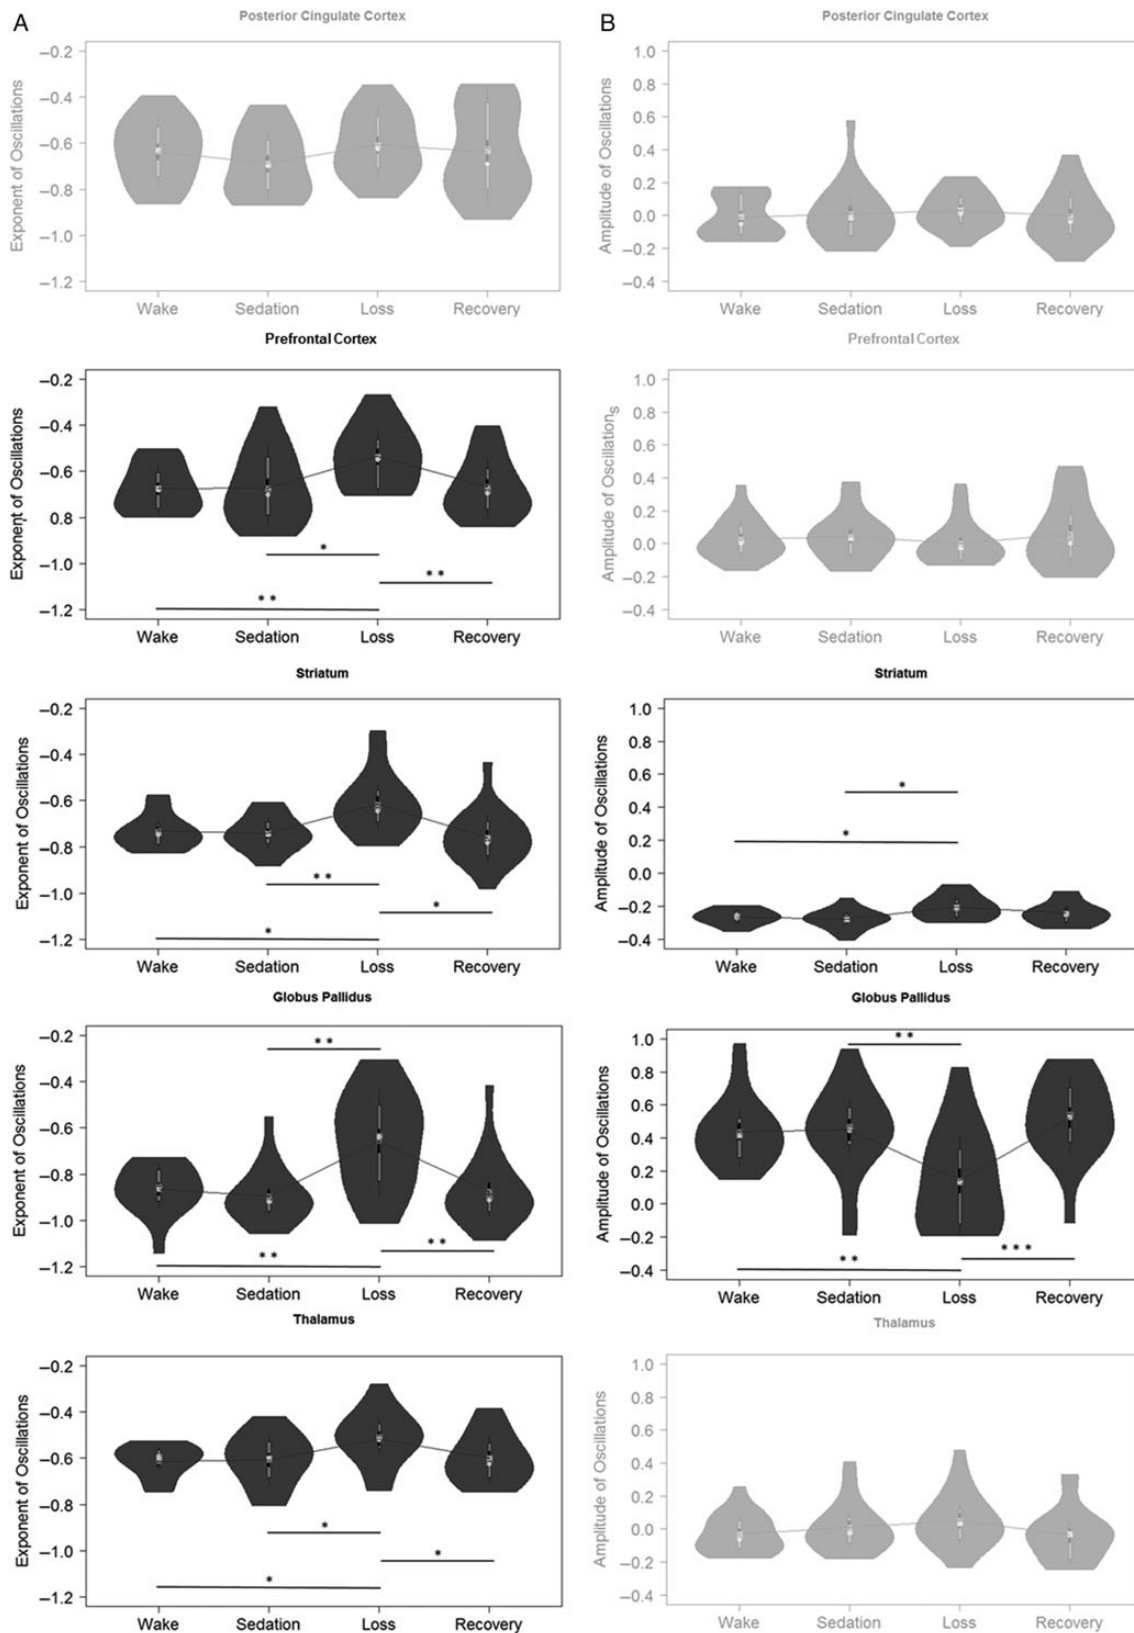 A
Posterior Cingulate Cortex
Exponent of Oscillations
–0.2
–0.4
–0.6
–0.8
–1.0
–1.2
Wake Sedation Loss Recovery
Prefrontal Cortex
Exponent of Oscillations
–0.2
–0.4
–0.6
0.8
–1.0
–1.2
*
* *
* *
Wake Sedation Loss Recovery
Striatum
Exponent of Oscillations
–0.2
–0.4
–0.6
–0.8
–1.0
–1.2
* *
*
*
Wake Sedation Loss Recovery
Globus Pallidus
Exponent of Oscillations
–0.2
–0.4
–0.6
–0.8
–1.0
–1.2
* *
* *
* *
Wake Sedation Loss Recovery
Thalamus
Exponent of Oscillations
–0.2
–0.4
–0.6
–0.8
–1.0
–1.2
*
*
*
Wake Sedation Loss Recovery
B
Posterior Cingulate Cortex
Amplitude of Oscillations
1.0
0.8
0.6
0.4
0.2
0.0
–0.2
–0.4
Wake Sedation Loss Recovery
Prefrontal Cortex
Amplitude of Oscillations
1.0
0.8
0.6
0.4
0.2
0.0
–0.2
–0.4
Wake Sedation Loss Recovery
Striatum
Amplitude of Oscillations
1.0
0.8
0.6
0.4
0.2
0.0
–0.2
–0.4
*
*
Wake Sedation Loss Recovery
Globus Pallidus
Amplitude of Oscillations
1.0
0.8
0.6
0.4
0.2
0.0
–0.2
–0.4
* *
* * *
* *
Wake Sedation Loss Recovery
Thalamus
Amplitude of Oscillations
1.0
0.8
0.6
0.4
0.2
0.0
–0.2
–0.4
Wake Sedation Loss Recovery